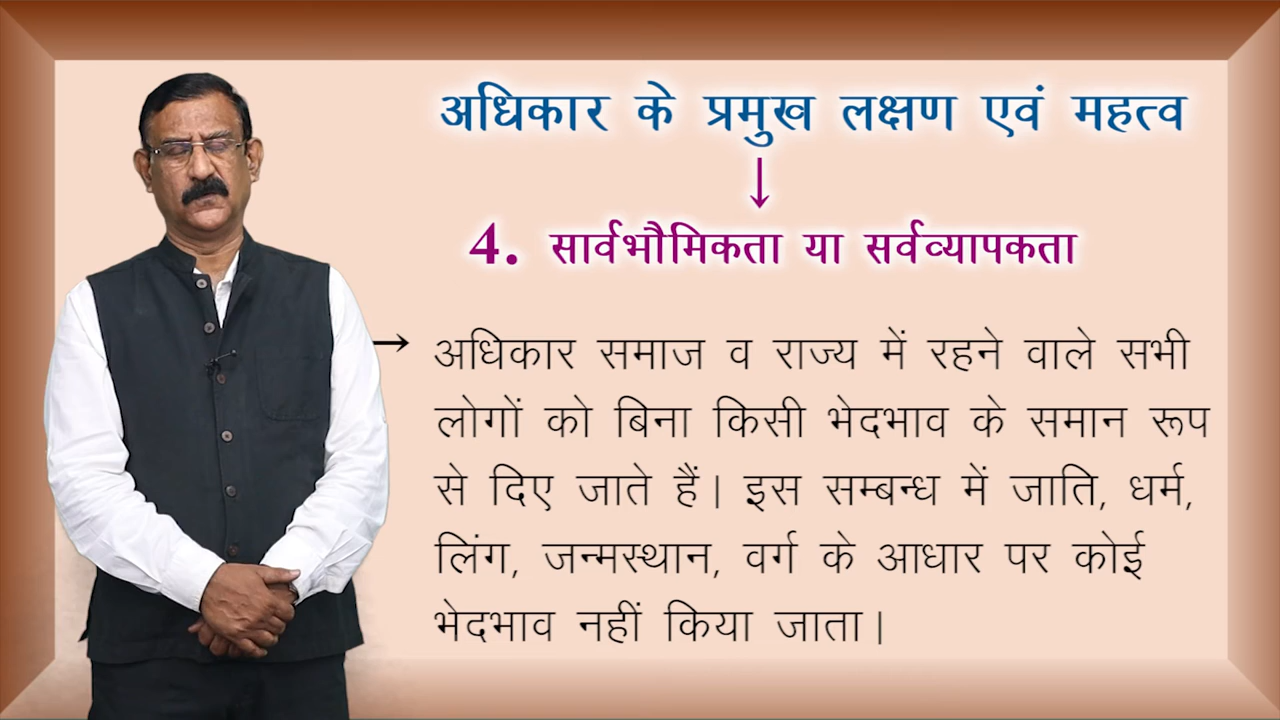 अधिकार के प्रमुख लक्षण एवं महत्व
↓
4. सार्वभौमिकता या सर्वव्यापकता
→ अधिकार समाज व राज्य में रहने वाले सभी
लोगों को बिना किसी भेदभाव के समान रूप
से दिए जाते हैं। इस सम्बन्ध में जाति, धर्म,
लिंग, जन्मस्थान, वर्ग के आधार पर कोई
भेदभाव नहीं किया जाता।